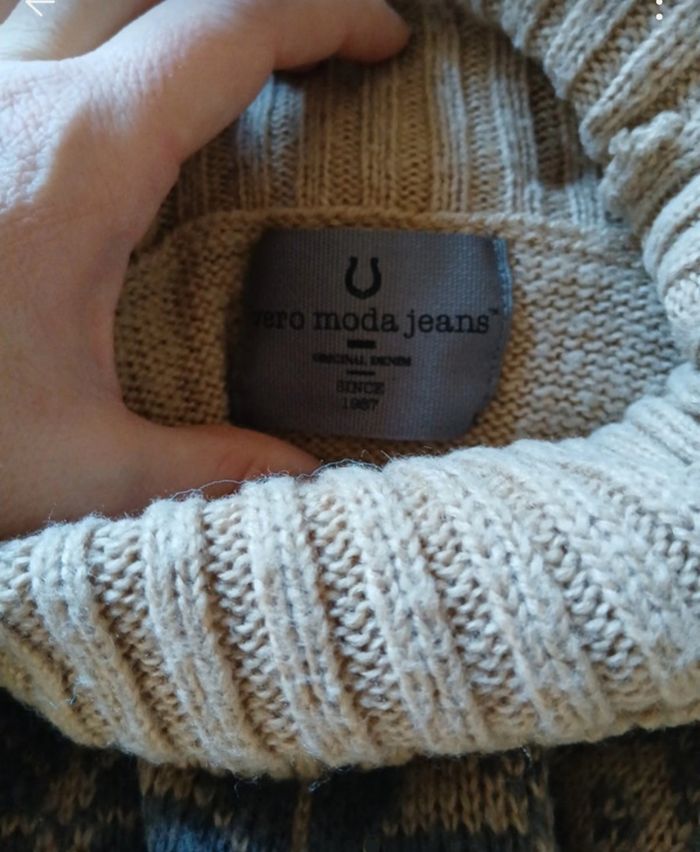 vero moda jeans™
ORIGINAL DENIM
SINCE
1987